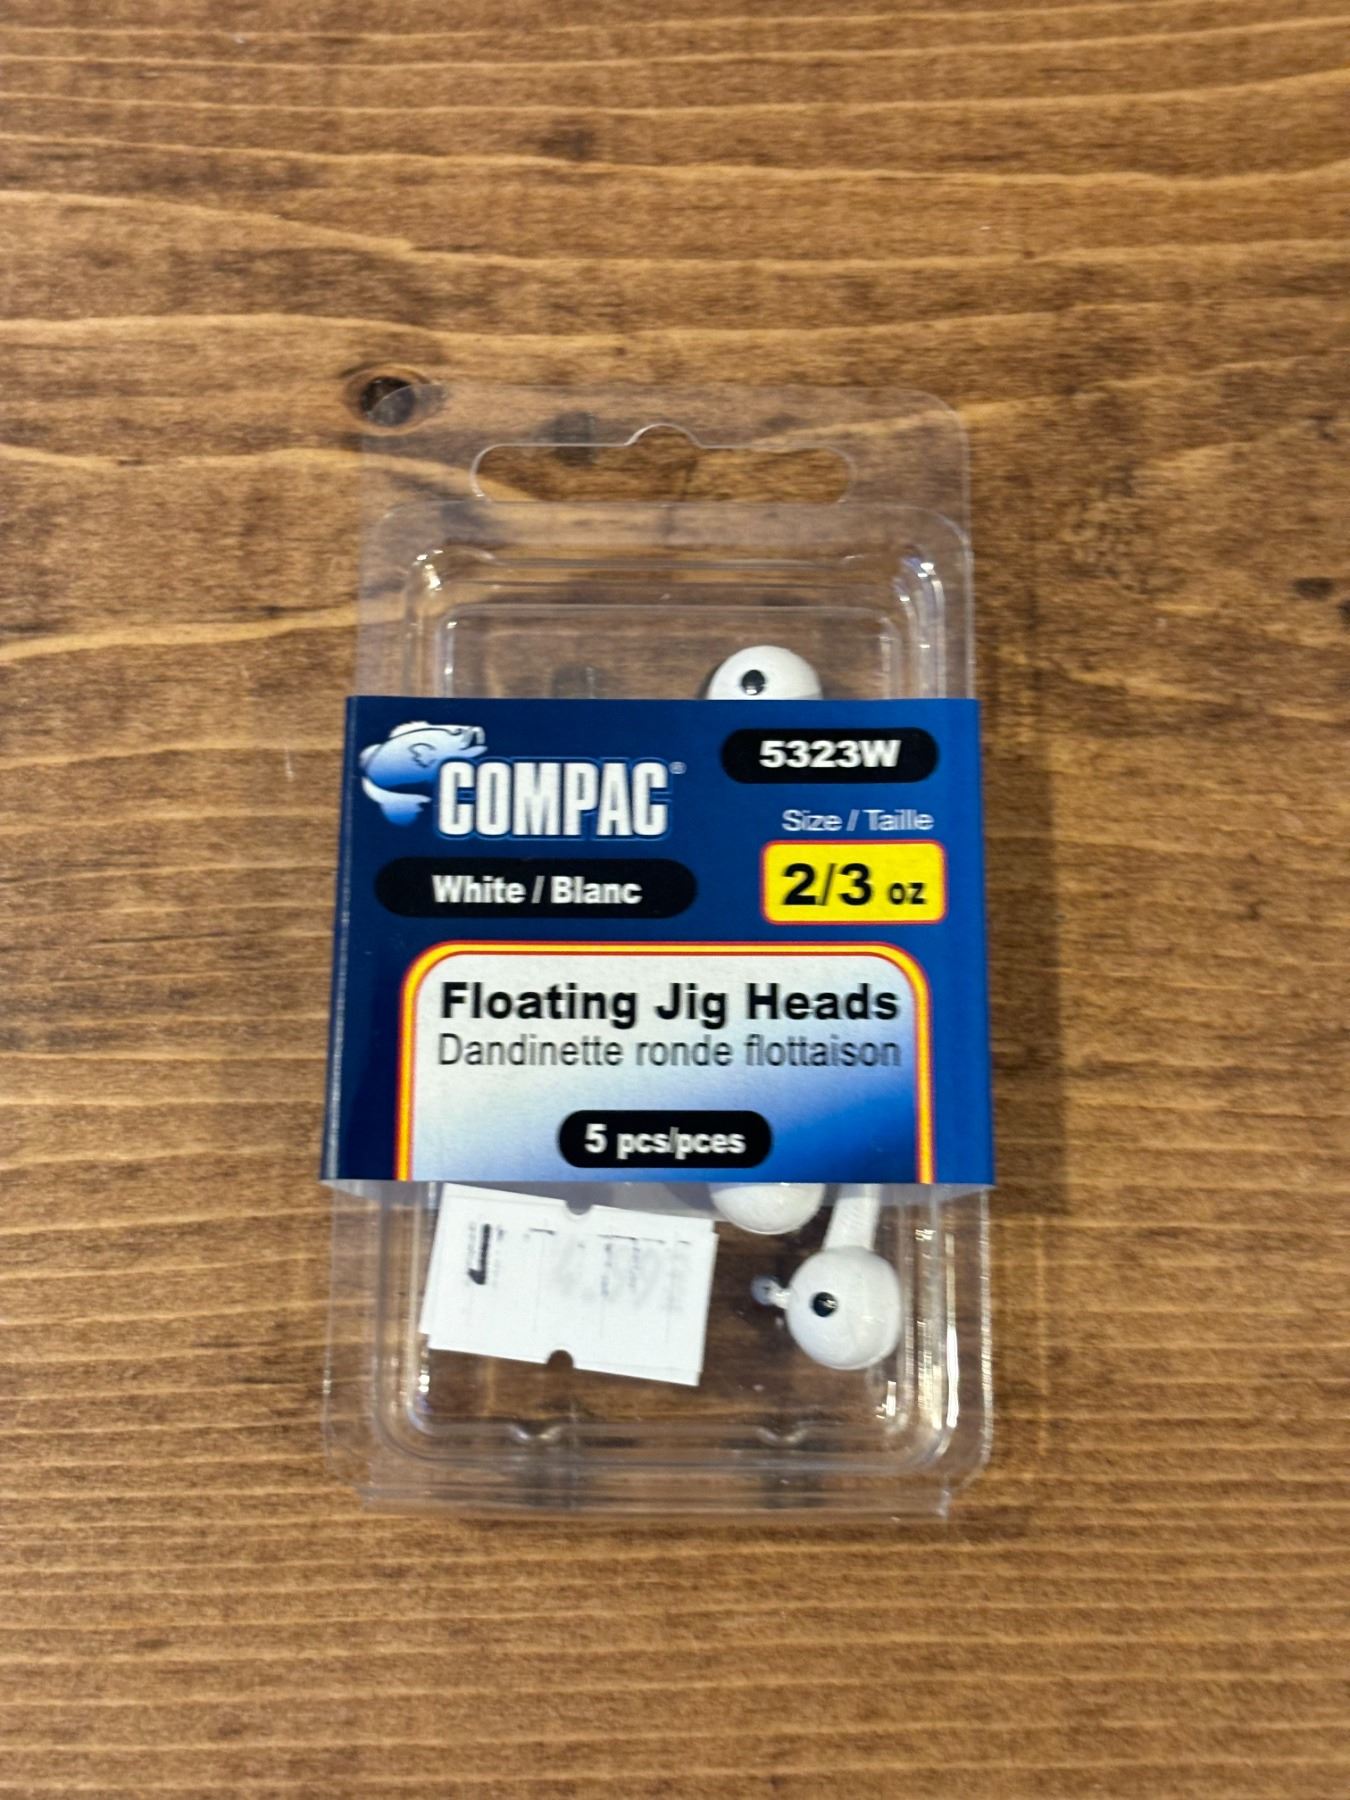 COMPAC®
5323W
Size / Taille
2/3 oz
White / Blanc
Floating Jig Heads
Dandinette ronde flottaison
5 pcs/pces